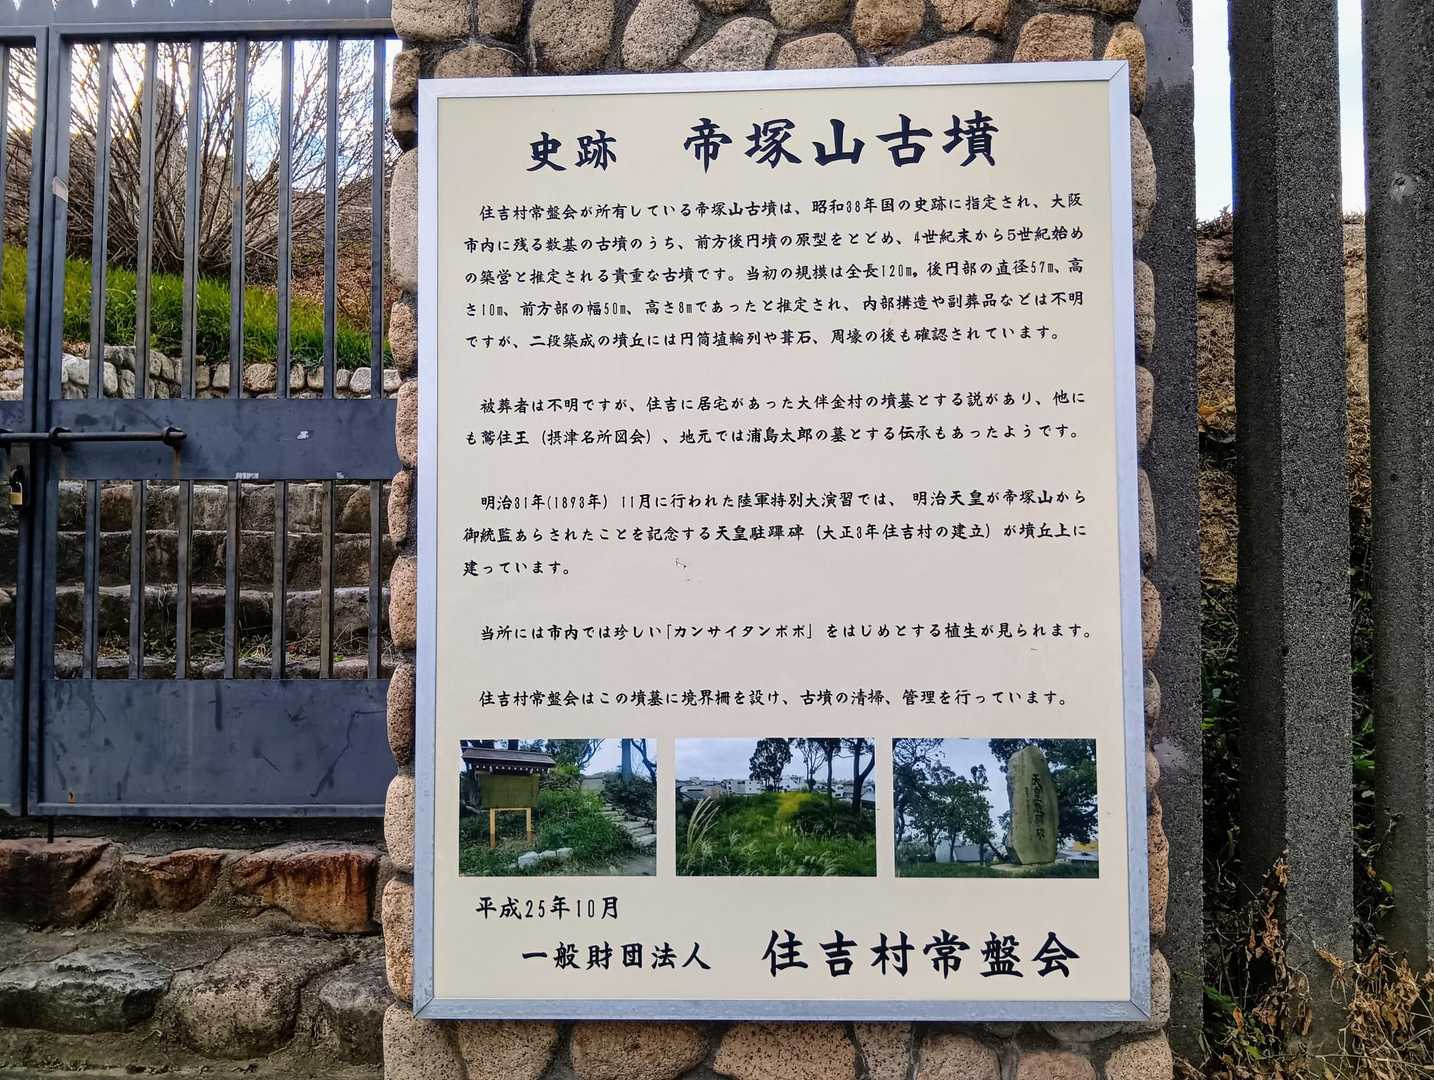 史跡　帝塚山古墳
住吉村常盤会が所有している帝塚山古墳は、昭和38年国の史跡に指定され、大阪
市内に残る数基の古墳のうち、前方後円墳の原型をとどめ、4世紀末から5世紀始め
の築営と推定される貴重な古墳です。当初の規模は全長120m，後円部の直径57m、高
さ10m、前方部の幅50m、高さ8mであったと推定され、内部構造や副葬品などは不明
ですが、二段築成の墳丘には円筒埴輪列や葺石、周壕の後も確認されています。
被葬者は不明ですが、住吉に居宅があった大伴金村の墳墓とする説があり、他に
も鷲住王（摂津名所図会）、地元では浦島太郎の墓とする伝承もあったようです。
明治31年(1898年) 11月に行われた陸軍特別大演習では、明治天皇が帝塚山から
御統監あらされたことを記念する天皇駐蹕碑（大正3年住吉村の建立）が墳丘上に
建っています。
当所には市内では珍しい「カンサイタンポポ」をはじめとする植生が見られます。
住吉村常盤会はこの墳墓に境界柵を設け、古墳の清掃、管理を行っています。
平成25年10月
一般財団法人　住吉村常盤会